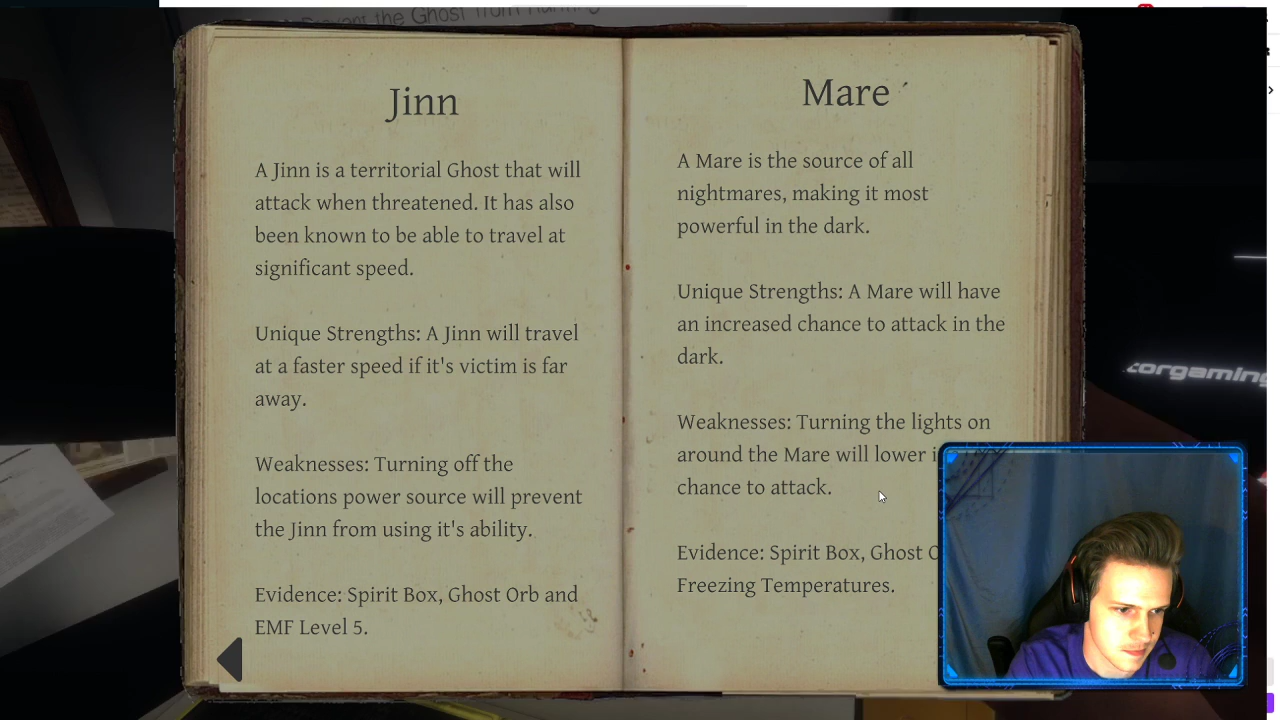 Prevent the Ghost from Hunting
Jinn
A Jinn is a territorial Ghost that will
attack when threatened. It has also
been known to be able to travel at
significant speed.
Unique Strengths: A Jinn will travel
at a faster speed if it's victim is far
away.
Weaknesses: Turning off the
locations power source will prevent
the Jinn from using it's ability.
Evidence: Spirit Box, Ghost Orb and
EMF Level 5.
Mare
A Mare is the source of all
nightmares, making it most
powerful in the dark.
Unique Strengths: A Mare will have
an increased chance to attack in the
dark.
Weaknesses: Turning the lights on
around the Mare will lower
chance to attack.
Evidence: Spirit Box, Ghost
Freezing Temperatures.
corgaming